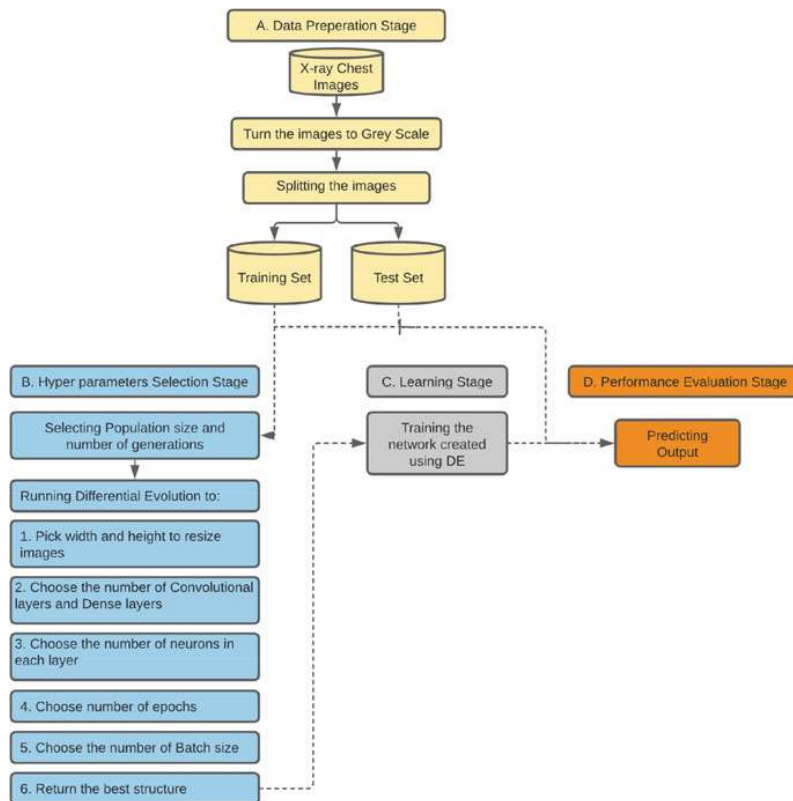 A. Data Preperation Stage
X-ray Chest
Images
Turn the images to Grey Scale
Splitting the images
Training Set
Test Set
B. Hyper parameters Selection Stage
C. Learning Stage
D. Performance Evaluation Stage
Selecting Population size and
number of generations
Training the
network created
using DE
Predicting
Output
Running Differential Evolution to:
1. Pick width and height to resize
images
2. Choose the number of Convolutional
layers and Dense layers
3. Choose the number of neurons in
each layer
4. Choose number of epochs
5. Choose the number of Batch size
6. Return the best structure